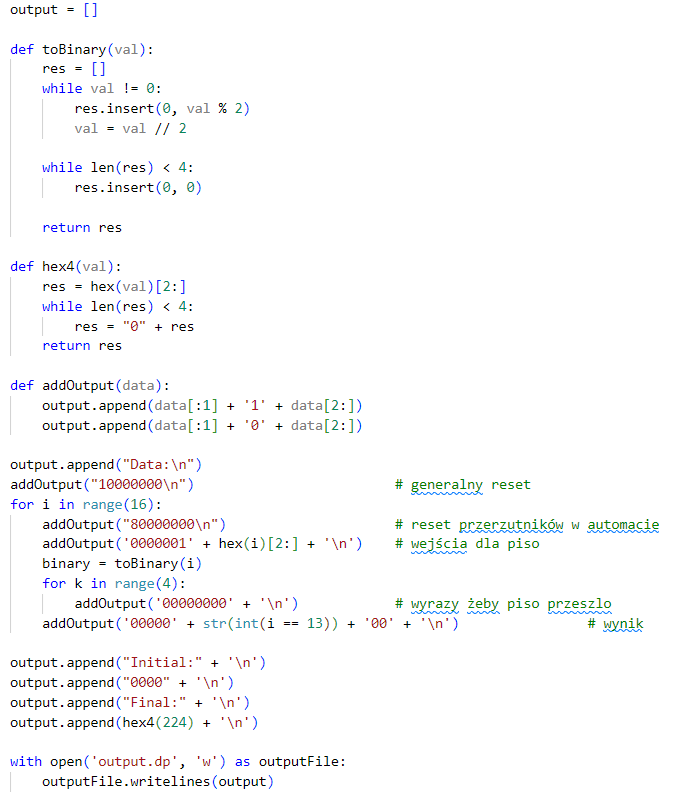 output = []
def toBinary(val):
    res = []
    while val != 0:
        res.insert(0, val % 2)
        val = val // 2
    while len(res) < 4:
        res.insert(0, 0)
    return res
def hex4(val):
    res = hex(val)[2:]
    while len(res) < 4:
        res = "0" + res
    return res
def addOutput(data):
    output.append(data[:1] + '1' + data[2:])
    output.append(data[:1] + '0' + data[2:])
output.append("Data:\n")
addOutput("10000000\n")                         # generalny reset
for i in range(16):
    addOutput("80000000\n")                     # reset przerzutników w automacie
    addOutput('0000001' + hex(i)[2:] + '\n')    # wejścia dla piso
    binary = toBinary(i)
    for k in range(4):
        addOutput('00000000' + '\n')            # wyrazy żeby piso przeszlo
    addOutput('00000' + str(int(i == 13)) + '00' + '\n')                # wynik
output.append("Initial:" + '\n')
output.append("0000" + '\n')
output.append("Final:" + '\n')
output.append(hex4(224) + '\n')
with open('output.dp', 'w') as outputFile:
    outputFile.writelines(output)